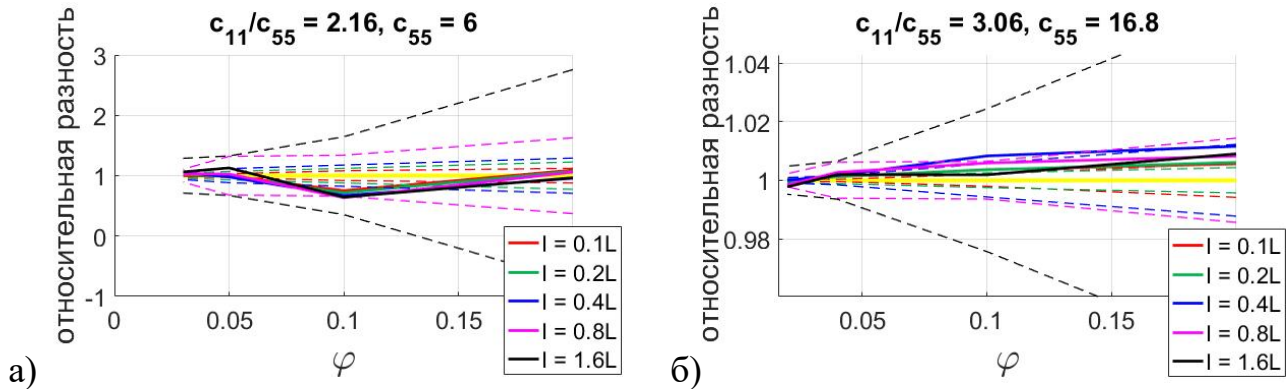 c₁₁/c₅₅ = 2.16, c₅₅ = 6
относительная разность
3
2
1
0
-1
0
0.05
0.1
0.15
φ
l = 0.1L
l = 0.2L
l = 0.4L
l = 0.8L
l = 1.6L
а)
c₁₁/c₅₅ = 3.06, c₅₅ = 16.8
относительная разность
1.04
1.02
1
0.98
0.05
0.1
0.15
φ
l = 0.1L
l = 0.2L
l = 0.4L
l = 0.8L
l = 1.6L
б)